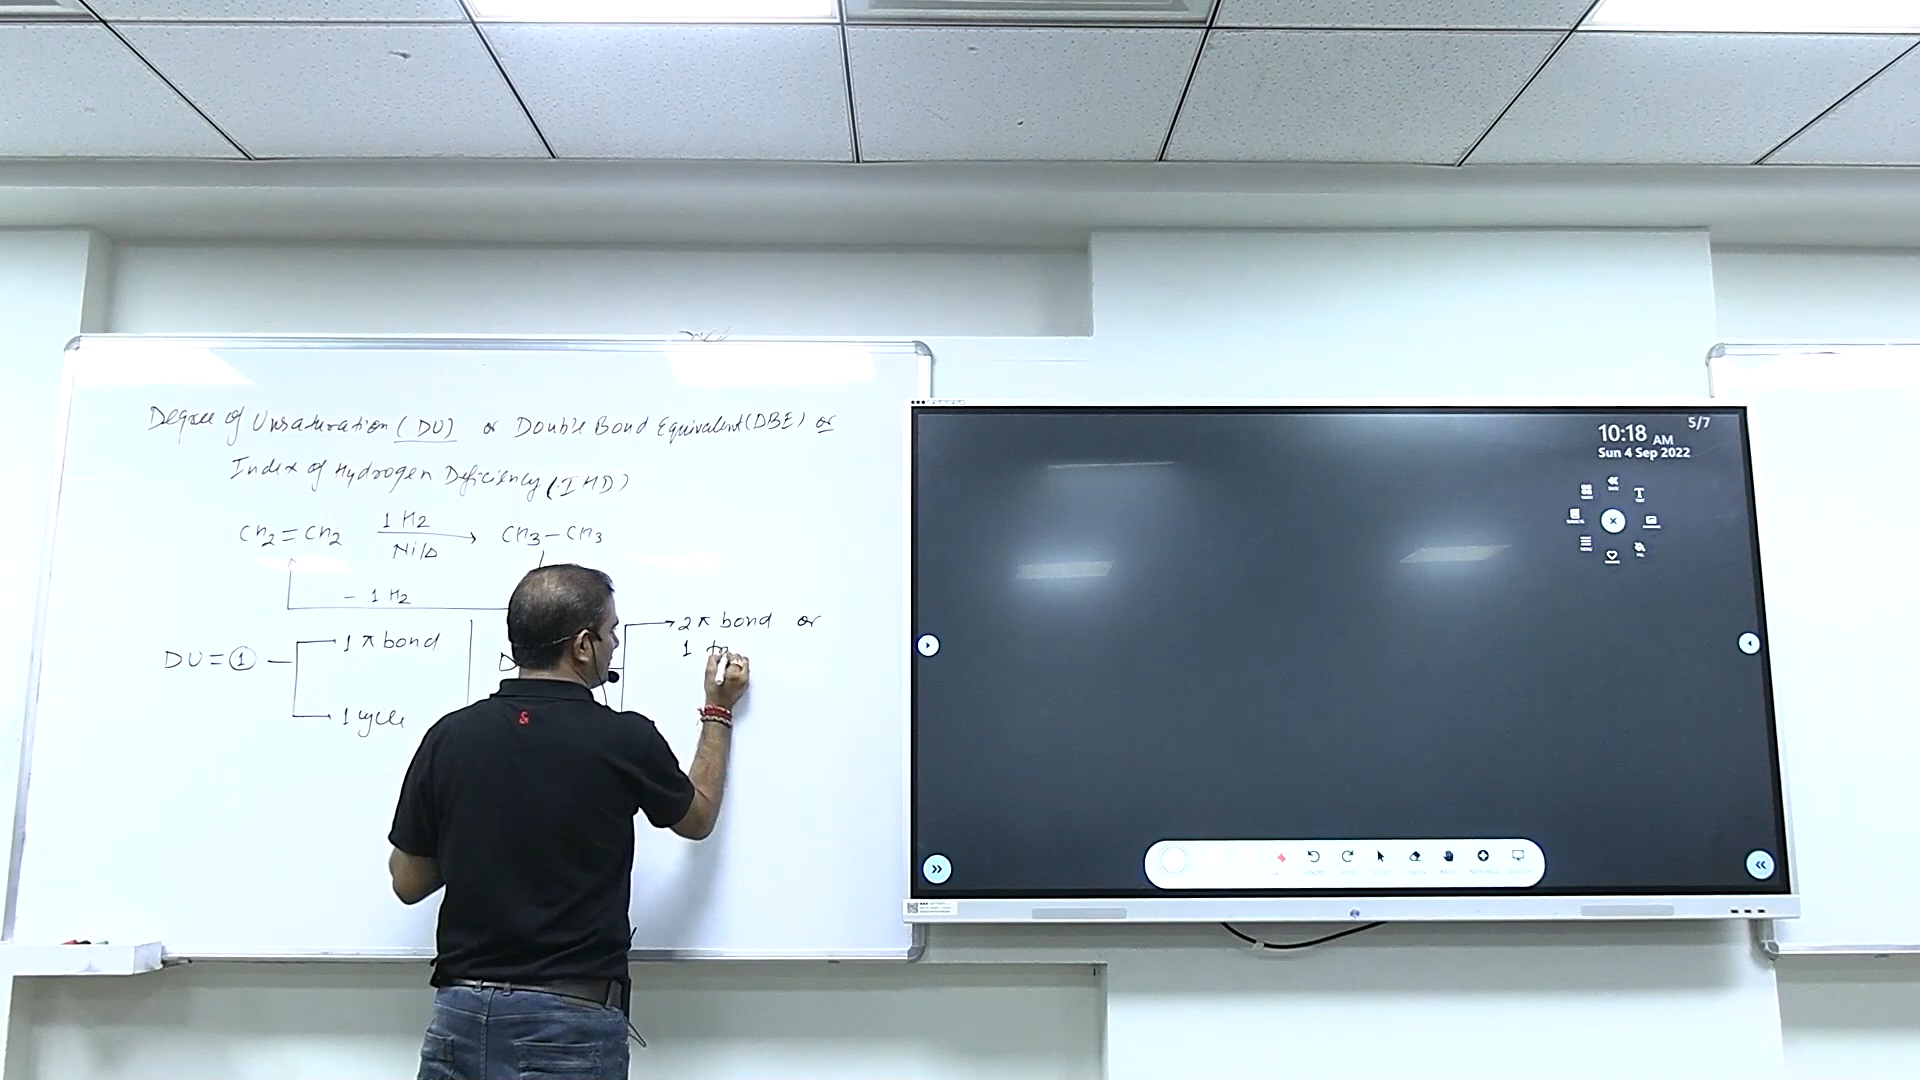 Degree of Unsaturation (DU) or Double Bond Equivalent (DBE) or
Index of Hydrogen Deficiency (IHD)
CH2=CH2 1 H2 Ni/Δ → CH3-CH3
- 1 H2
DU = 1
1 π bond
1 cycle
D
2π bond or
1
5/7
10:18 AM
Sun 4 Sep 2022